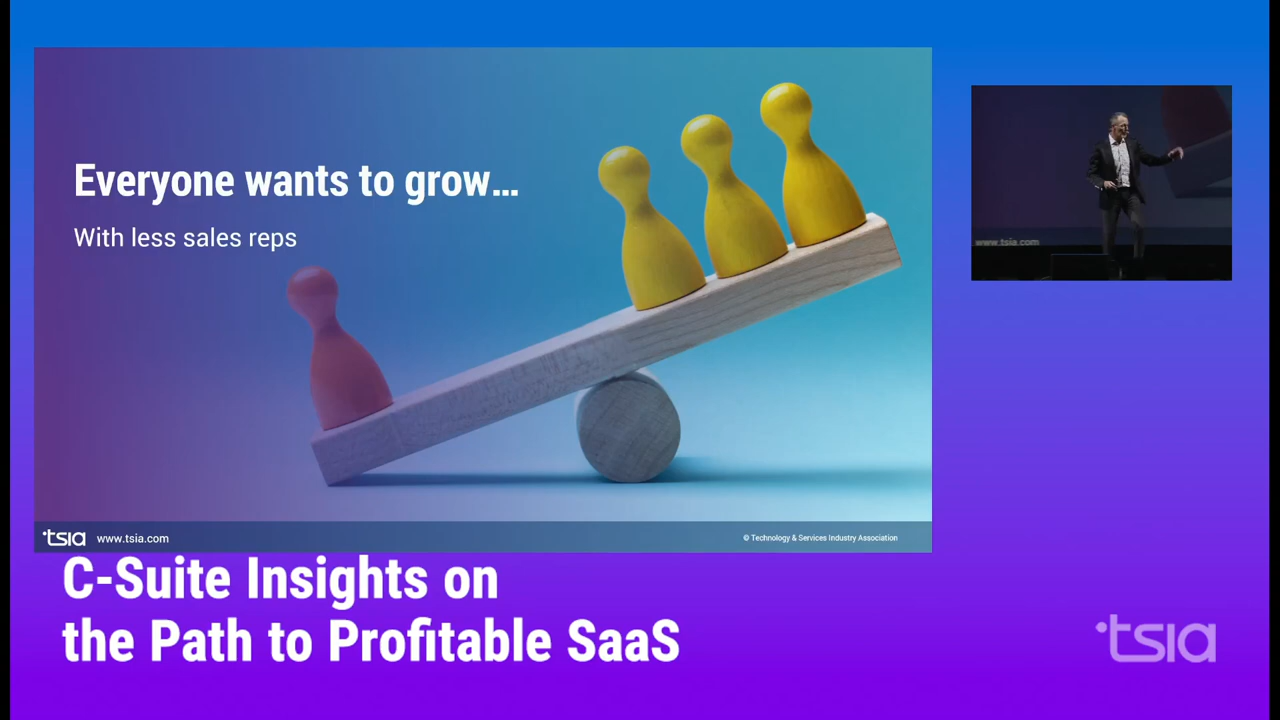 Everyone wants to grow...
With less sales reps
www.tsia.com
tsia www.tsia.com
© Technology & Services Industry Association
C-Suite Insights on
the Path to Profitable SaaS
tsia